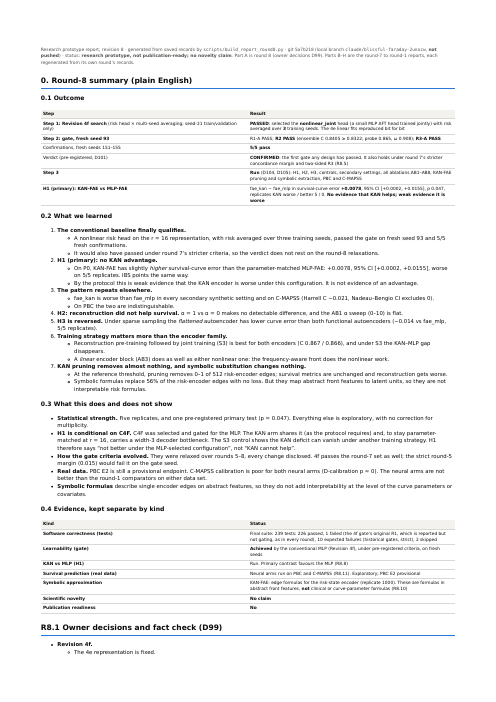 Research prototype report, revision 8 · generated from saved records by scripts/build_report_round8.py · git 5a7b218 (local branch claude/blissful-faraday-2uxozw, not
pushed) · status: research prototype, not publication-ready; no novelty claim. Part A is round 8 (owner decisions D99). Parts B-H are the round-7 to round-1 reports, each
regenerated from its own round's records.
0. Round-8 summary (plain English)
0.1 Outcome
Step Result
Step 1: Revision 4f search (risk head × multi-seed averaging, seed-21 train/validation
only)
PASSED: selected the nonlinear_joint head (a small MLP AFT head trained jointly) with risk
averaged over 3 training seeds. The 4e linear fits reproduced bit for bit
Step 2: gate, fresh seed 93 R1-A PASS; R2 PASS (ensemble C 0.8405 ≥ 0.8322; probe 0.865, ω 0.908); R3-A PASS
Confirmations, fresh seeds 151–155 5/5 pass
Verdict (pre-registered, D101) CONFIRMED: the first gate any design has passed. It also holds under round 7's stricter
concordance margin and two-sided R3 (R8.5)
Step 3 Run (D104, D105): H1, H2, H3, controls, secondary settings, all ablations AB1–AB8, KAN-FAE
pruning and symbolic extraction, PBC and C-MAPSS
H1 (primary): KAN-FAE vs MLP-FAE fae_kan − fae_mlp in survival-curve error +0.0078, 95% CI [+0.0002, +0.0155], p 0.047,
replicates KAN worse / better 5 / 0. No evidence that KAN helps; weak evidence it is
worse
0.2 What we learned
1. The conventional baseline finally qualifies.
A nonlinear risk head on the r = 16 representation, with risk averaged over three training seeds, passed the gate on fresh seed 93 and 5/5
fresh confirmations.
It would also have passed under round 7's criterion, so the verdict does not rest on the round-8 relaxations.
2. H1 (primary): no KAN advantage.
On P0, KAN-FAE has slightly higher survival-curve error than the parameter-matched MLP-FAE: +0.0078, 95% CI [+0.0002, +0.0155], worse
on 5/5 replicates. IBS points the same way.
By the protocol this is weak evidence that the KAN encoder is worse under this configuration. It is not evidence of an advantage.
3. The pattern repeats elsewhere.
fae_kan is worse than fae_mlp in every secondary synthetic setting and on C-MAPSS (Harrell C −0.021, Nadeau–Bengio CI excludes 0).
On PBC the two are indistinguishable.
4. H2: reconstruction did not help survival. α = 1 vs α = 0 makes no detectable difference, and the AB1 α sweep (0–10) is flat.
5. H3 is reversed. Under sparse sampling the flattened autoencoder has lower curve error than both functional autoencoders (−0.014 vs fae_mlp,
5/5 replicates).
6. Training strategy matters more than the encoder family.
Reconstruction pre-training followed by joint training (S3) is best for both encoders (C 0.867 / 0.866), and under S3 the KAN–MLP gap
disappears.
A linear encoder (AB3) does as well as either nonlinear one: the frequency-aware front does the nonlinear work.
7. KAN pruning removes almost nothing, and symbolic substitution changes nothing.
At the reference threshold, pruning removes 0–1 of 512 risk-encoder edges; survival metrics are unchanged and reconstruction gets worse.
Symbolic formulas replace 56% of the risk-encoder edges with no loss. But they map abstract front features to latent units, so they are not
interpretable risk formulas.
0.3 What this does and does not show
Statistical strength. Five replicates, and one pre-registered primary test (p = 0.047). Everything else is exploratory, with no correction for
multiplicity.
H1 is conditional on C4F. C4F was selected and gated for the MLP. The KAN arm shares it (as the protocol requires) and, to stay parameter-
matched at r = 16, carries a width-3 decoder bottleneck. The S3 control shows the KAN deficit can vanish under another training strategy. H1
therefore says "not better under the MLP-selected configuration", not "KAN cannot help".
How the gate criteria evolved. They were relaxed over rounds 5–8, every change disclosed. 4f passes the round-7 set as well; the strict round-5
margin (0.015) would fail it on the gate seed.
Real data. PBC E2 is still a provisional endpoint. C-MAPSS calibration is poor for both neural arms (D-calibration p ≈ 0). The neural arms are not
better than the round-1 comparators on either data set.
Symbolic formulas describe single encoder edges on abstract features, so they do not add interpretability at the level of curve parameters or
covariates.
0.4 Evidence, kept separate by kind
Kind Status
Software correctness (tests) Final suite: 239 tests: 226 passed, 1 failed (the 4f gate's original R1, which is reported but
not gating, as in every round), 10 expected failures (historical gates, strict), 2 skipped
Learnability (gate) Achieved by the conventional MLP (Revision 4f), under pre-registered criteria, on fresh
seeds
KAN vs MLP (H1) Run. Primary contrast favours the MLP (R8.8)
Survival prediction (real data) Neural arms run on PBC and C-MAPSS (R8.11). Exploratory; PBC E2 provisional
Symbolic approximation KAN-FAE: edge formulas for the risk-state encoder (replicate 1000). These are formulas in
abstract front features, not clinical or curve-parameter formulas (R8.10)
Scientific novelty No claim
Publication readiness No
R8.1 Owner decisions and fact check (D99)
Revision 4f.
The 4e representation is fixed.